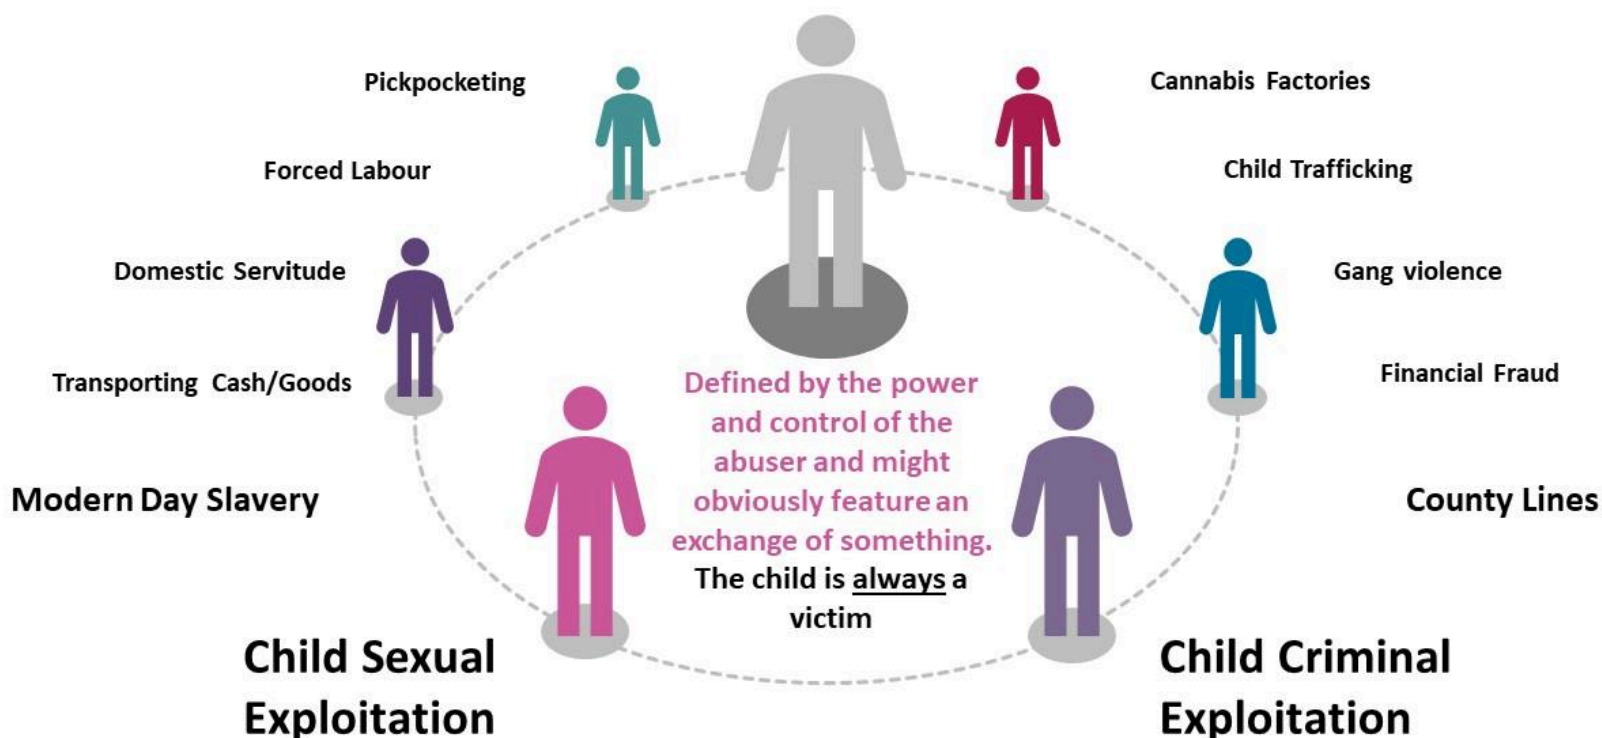 Pickpocketing
Cannabis Factories
Forced Labour
Child Trafficking
Domestic Servitude
Gang violence
Transporting Cash/Goods
Financial Fraud
Defined by the power
and control of the
abuser and might
obviously feature an
exchange of something.
The child is always a
victim
Modern Day Slavery
County Lines
Child Sexual
Exploitation
Child Criminal
Exploitation